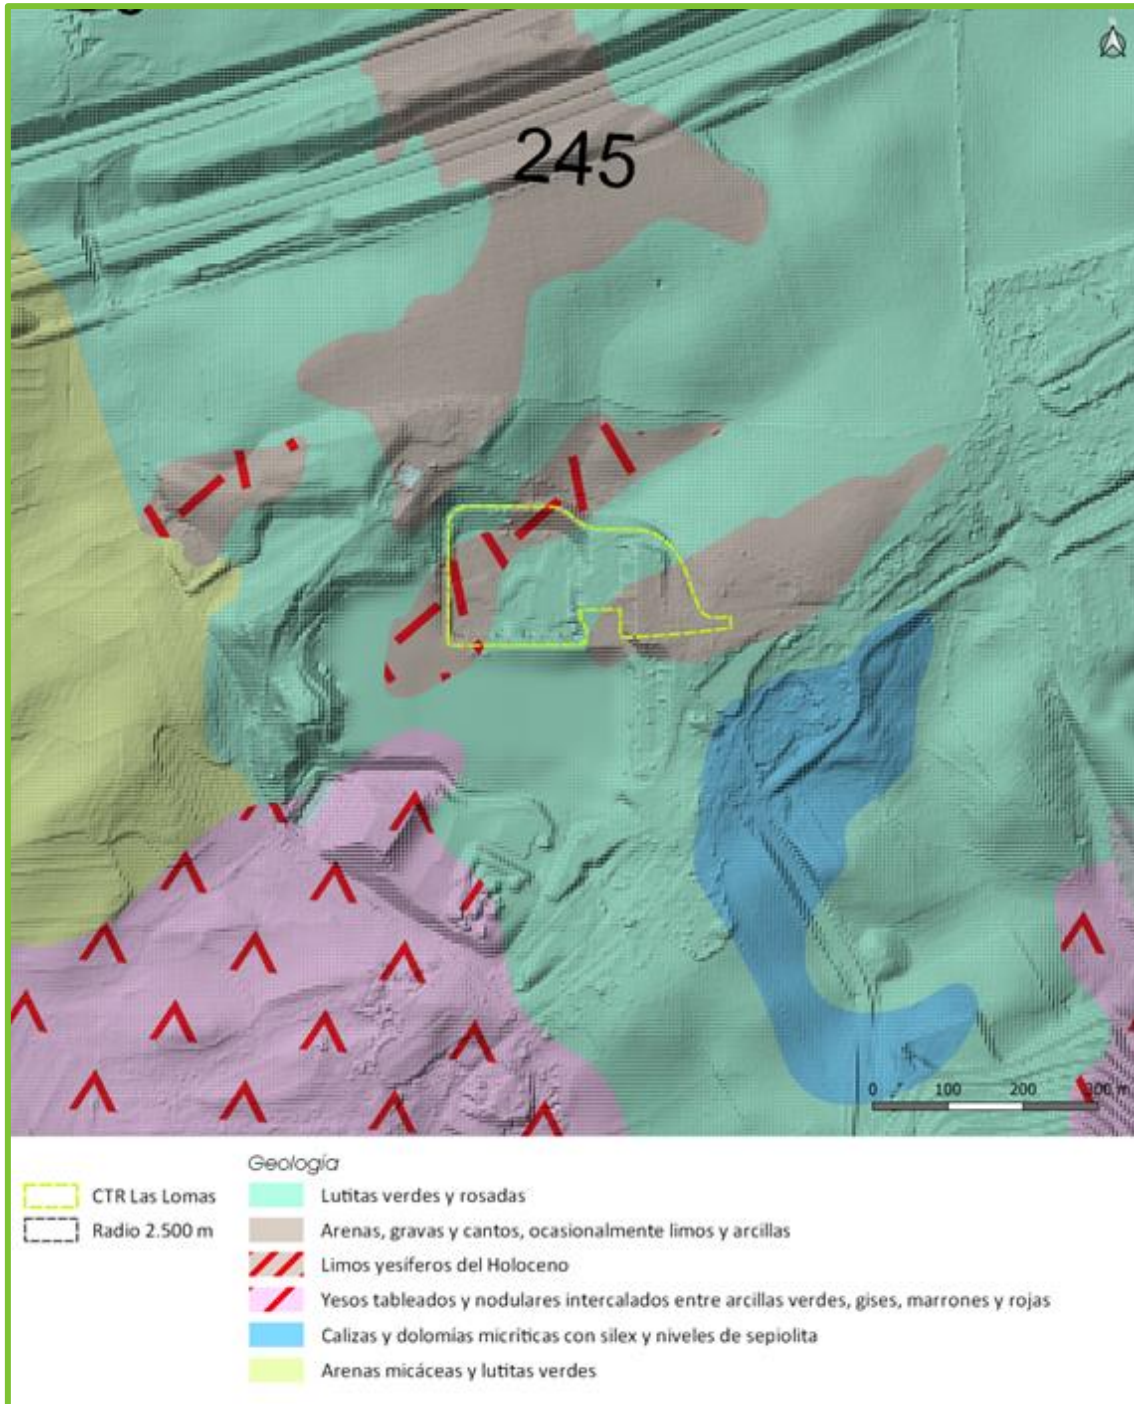 245
0 100 200 300 m
Geología
CTR Las Lomas
Radio 2.500 m
Lutitas verdes y rosadas
Arenas, gravas y cantos, ocasionalmente limos y arcillas
Limos yesíferos del Holoceno
Yesos tableados y nodulares intercalados entre arcillas verdes, gises, marrones y rojas
Calizas y dolomías micríticas con silex y niveles de sepiolita
Arenas micáceas y lutitas verdes